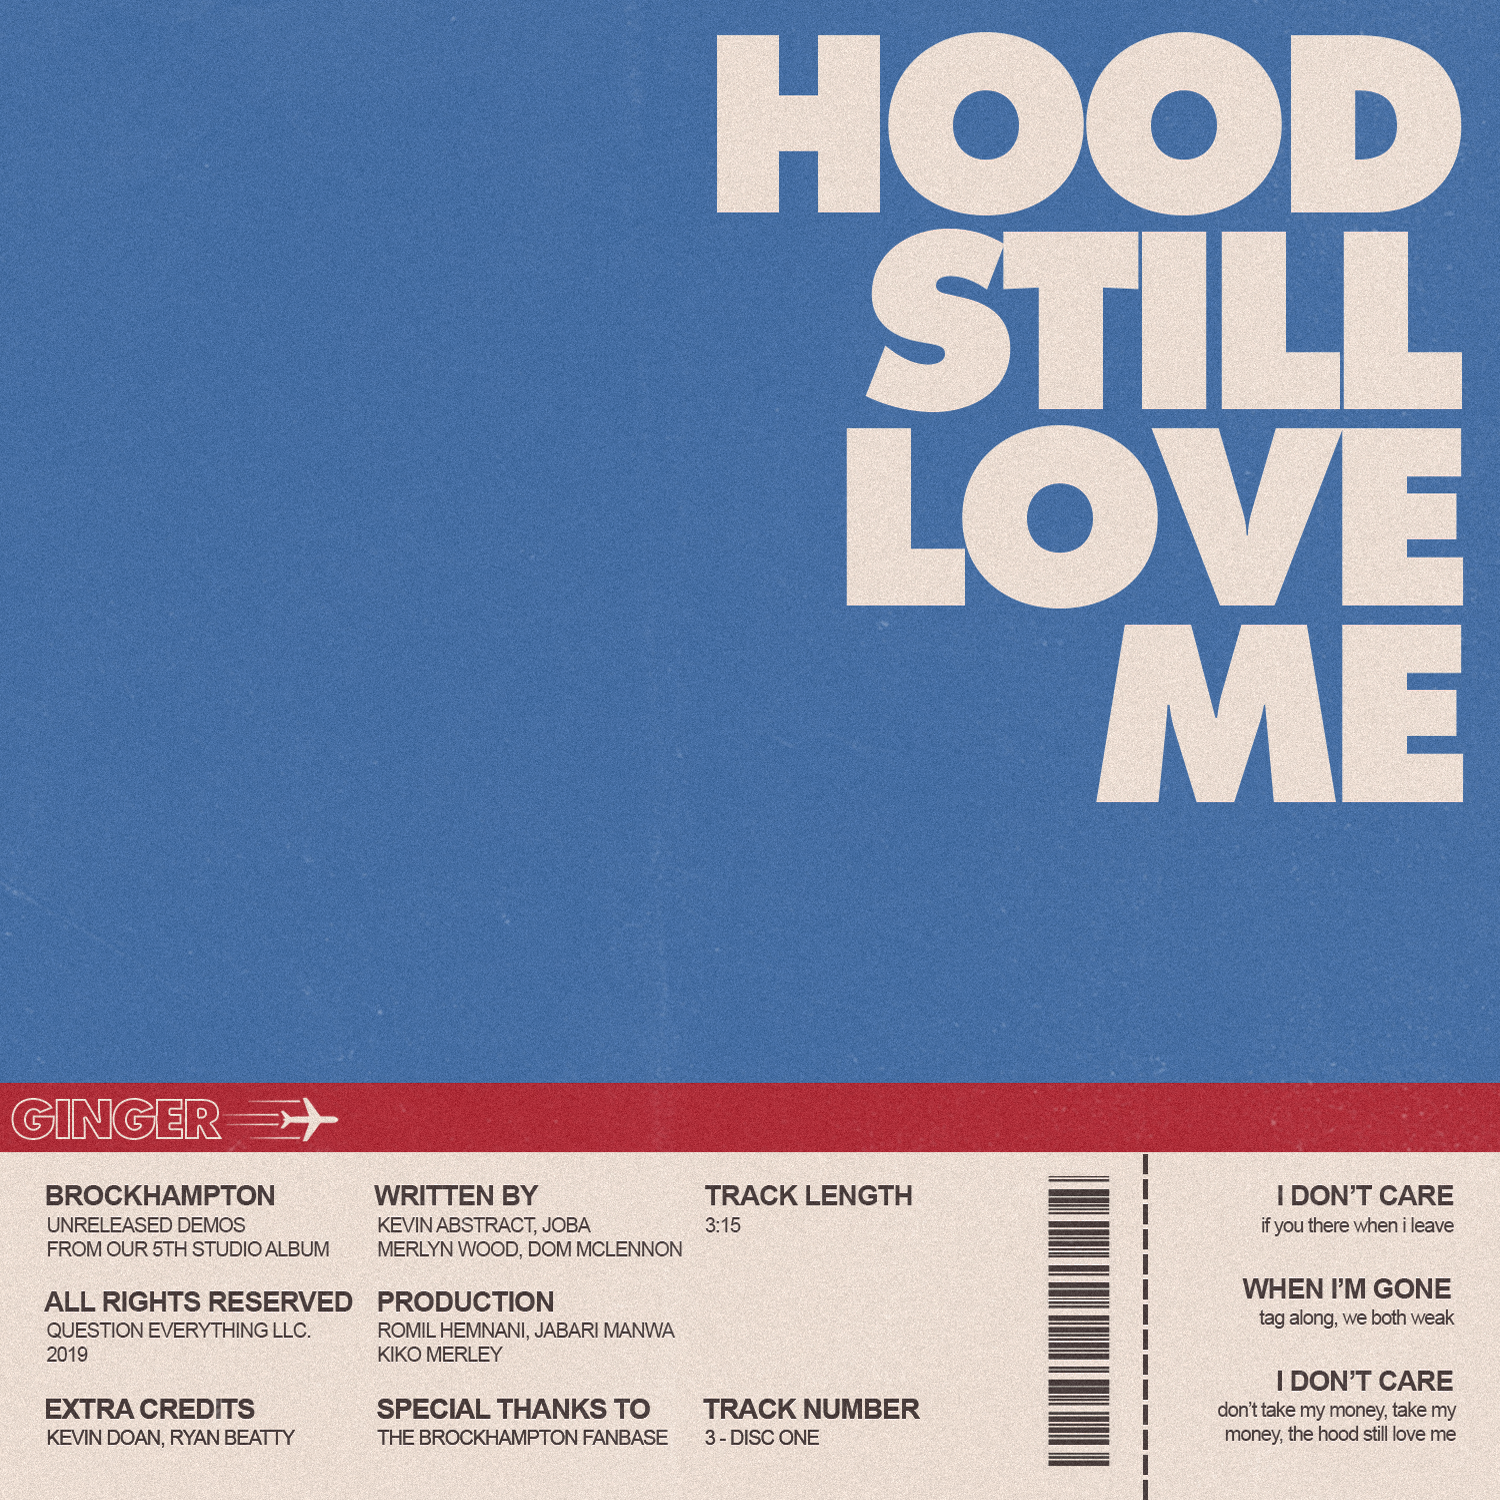 HOOD
STILL
LOVE
ME
GINGER
BROCKHAMPTON
UNRELEASED DEMOS
FROM OUR 5TH STUDIO ALBUM
ALL RIGHTS RESERVED
QUESTION EVERYTHING LLC.
2019
EXTRA CREDITS
KEVIN DOAN, RYAN BEATTY
WRITTEN BY
KEVIN ABSTRACT, JOBA
MERLYN WOOD, DOM MCLENNON
PRODUCTION
ROMIL HEMNANI, JABARI MANWA
KIKO MERLEY
SPECIAL THANKS TO
THE BROCKHAMPTON FANBASE
TRACK LENGTH
3:15
TRACK NUMBER
3 - DISC ONE
I DON'T CARE
if you there when i leave
WHEN I'M GONE
tag along, we both weak
I DON'T CARE
don't take my money, take my
money, the hood still love me